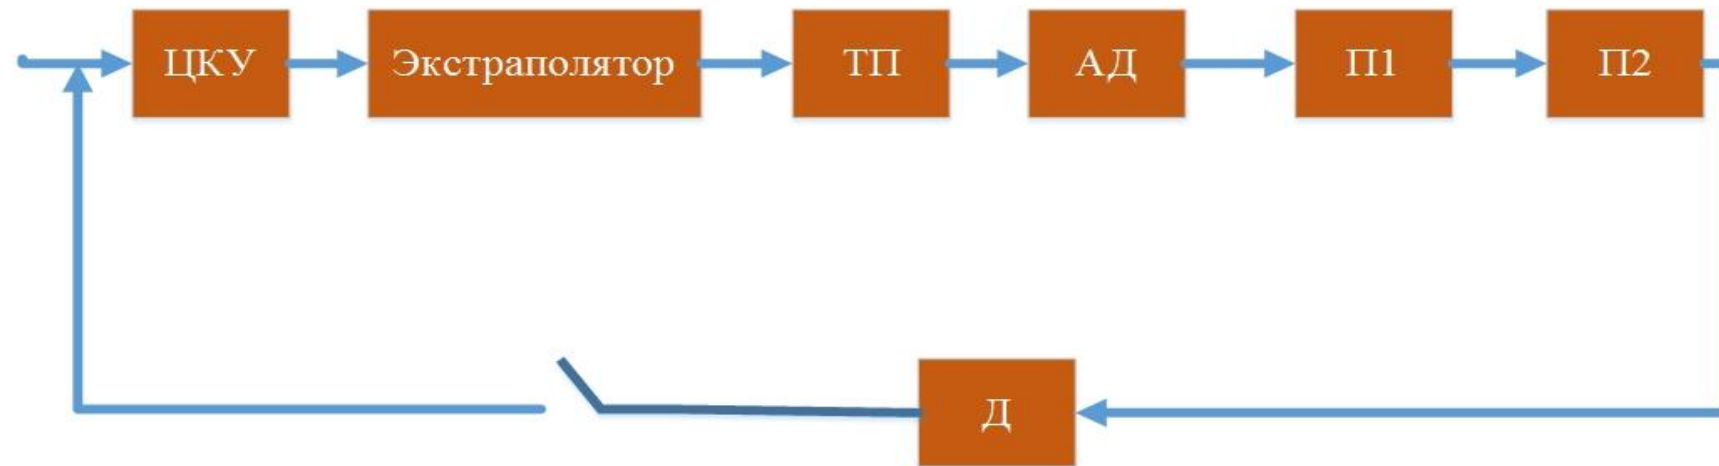 ЦКУ
Экстраполятор
ТП
АД
П1
П2
Д